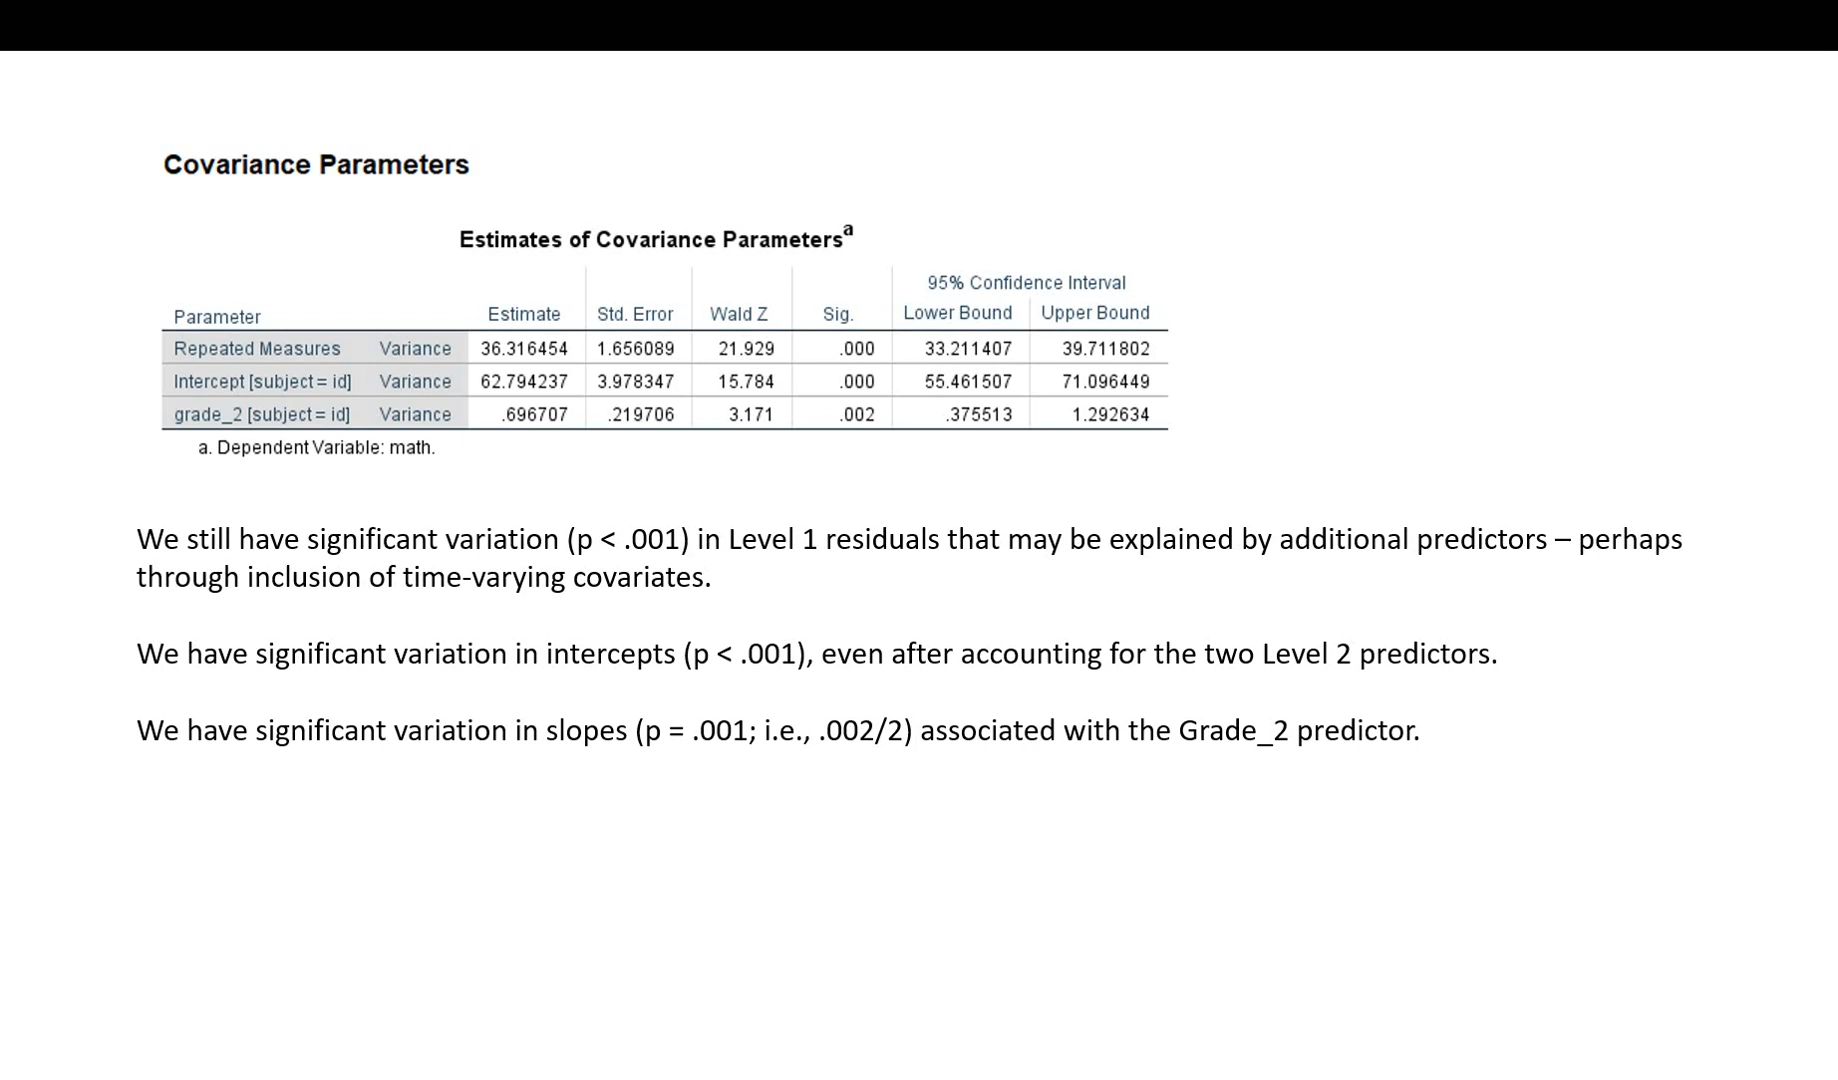 Covariance Parameters
Estimates of Covariance Parametersᵃ
95% Confidence Interval
Parameter Estimate Std. Error Wald Z Sig. Lower Bound Upper Bound
Repeated Measures Variance 36.316454 1.656089 21.929 .000 33.211407 39.711802
Intercept [subject = id] Variance 62.794237 3.978347 15.784 .000 55.461507 71.096449
grade_2 [subject = id] Variance .696707 .219706 3.171 .002 .375513 1.292634
a. Dependent Variable: math.
We still have significant variation (p < .001) in Level 1 residuals that may be explained by additional predictors – perhaps
through inclusion of time-varying covariates.
We have significant variation in intercepts (p < .001), even after accounting for the two Level 2 predictors.
We have significant variation in slopes (p = .001; i.e., .002/2) associated with the Grade_2 predictor.